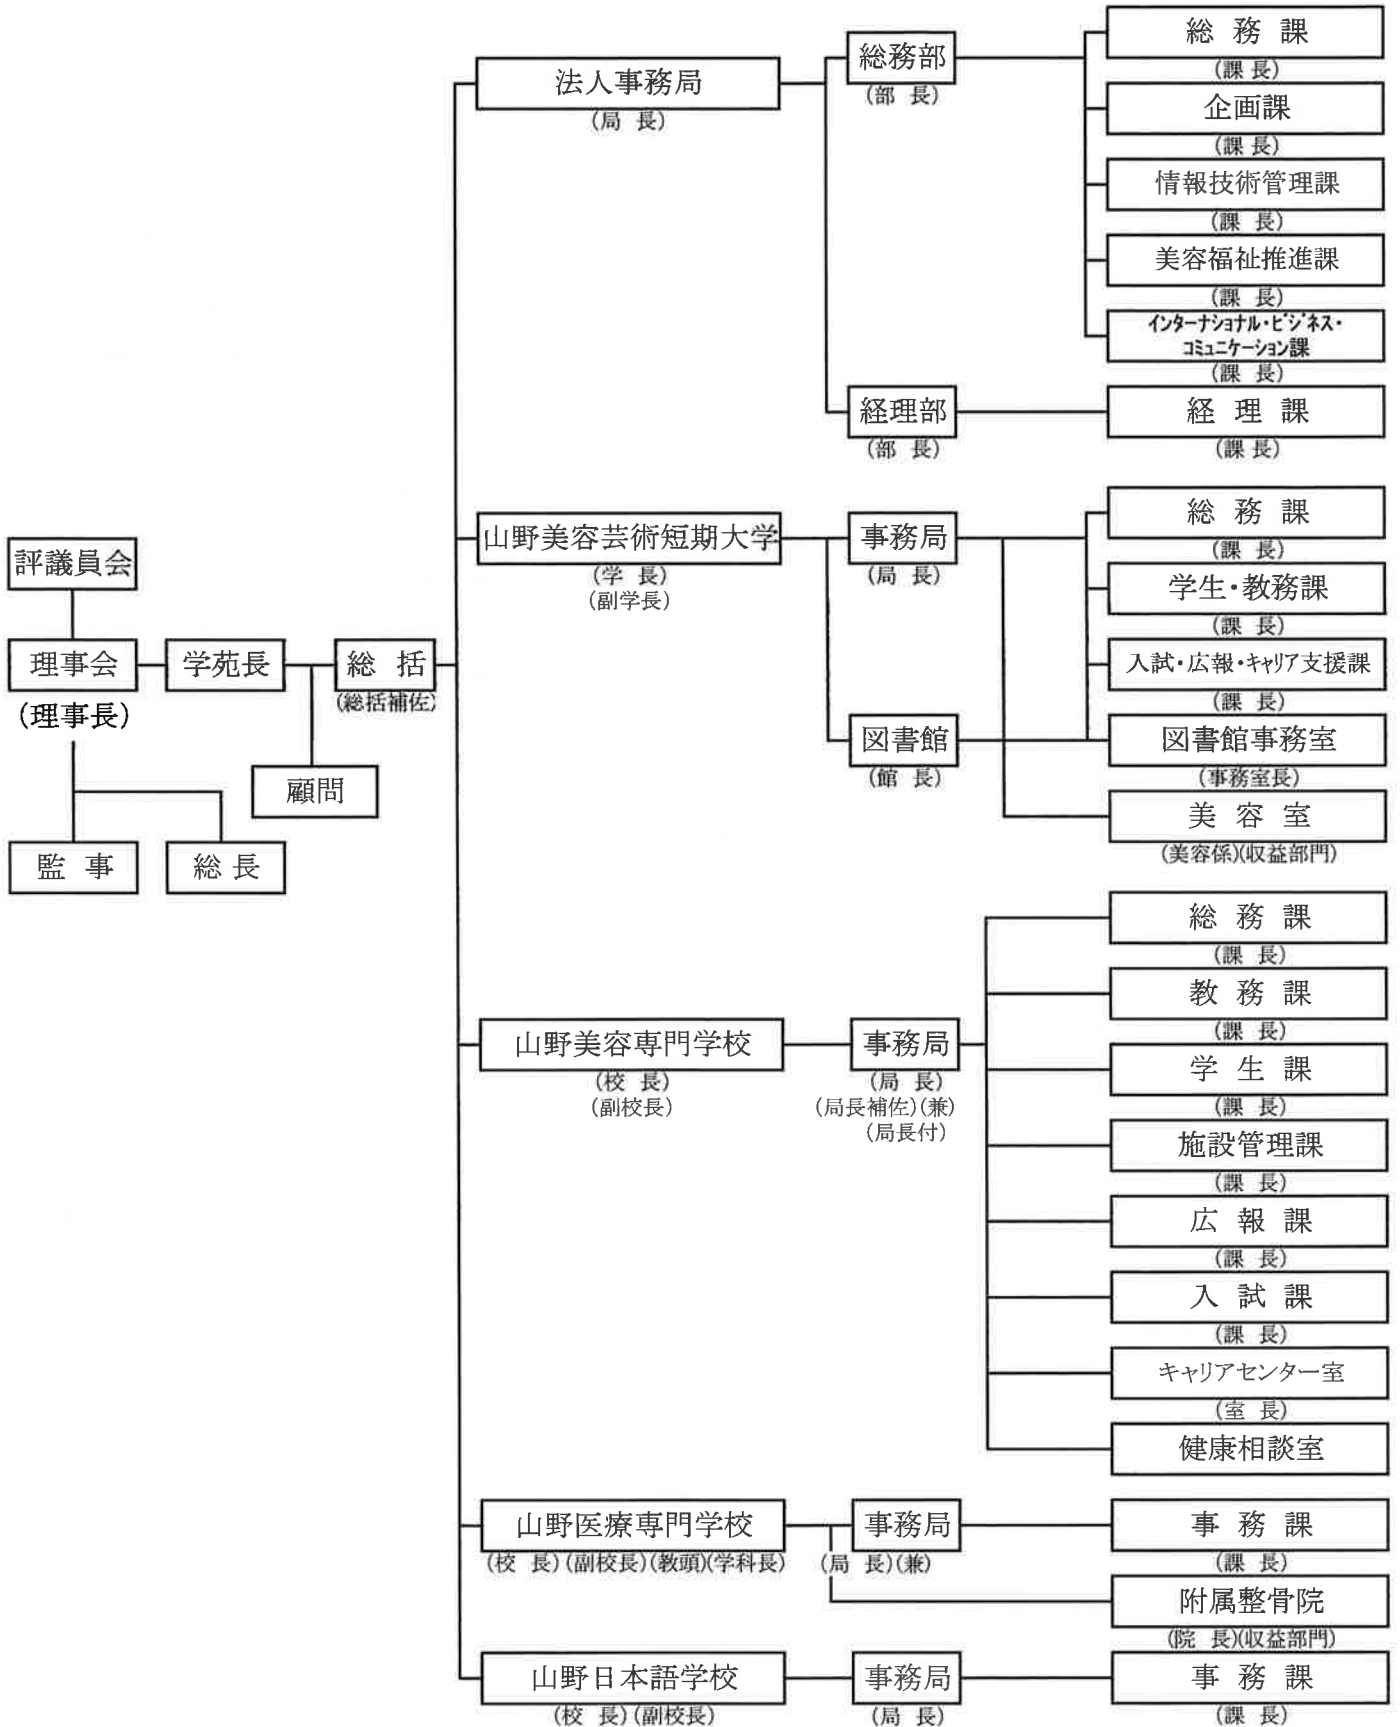 評議員会
理事会
(理事長)
監 事
総 長
学苑長
顧問
総 括
(総括補佐)
法人事務局
(局 長)
総務部
(部 長)
総 務 課
(課 長)
企画課
(課 長)
情報技術管理課
(課 長)
美容福祉推進課
(課 長)
インターナショナル・ビジネス・
コミュニケーション課
(課 長)
経理部
(部 長)
経 理 課
(課 長)
山野美容芸術短期大学
(学 長)
(副学長)
事務局
(局 長)
総 務 課
(課 長)
学生・教務課
(課 長)
入試・広報・キャリア支援課
(課 長)
図書館
(館 長)
図書館事務室
(事務室長)
美 容 室
(美容係)(収益部門)
山野美容専門学校
(校 長)
(副校長)
事務局
(局 長)
(局長補佐)(兼)
(局長付)
総 務 課
(課 長)
教 務 課
(課 長)
学 生 課
(課 長)
施設管理課
(課 長)
広 報 課
(課 長)
入 試 課
(課 長)
キャリアセンター室
(室 長)
健康相談室
山野医療専門学校
(校 長)(副校長)(教頭)(学科長)
事務局
(局 長)(兼)
事 務 課
(課 長)
附属整骨院
(院 長)(収益部門)
山野日本語学校
(校 長)(副校長)
事務局
(局 長)
事 務 課
(課 長)